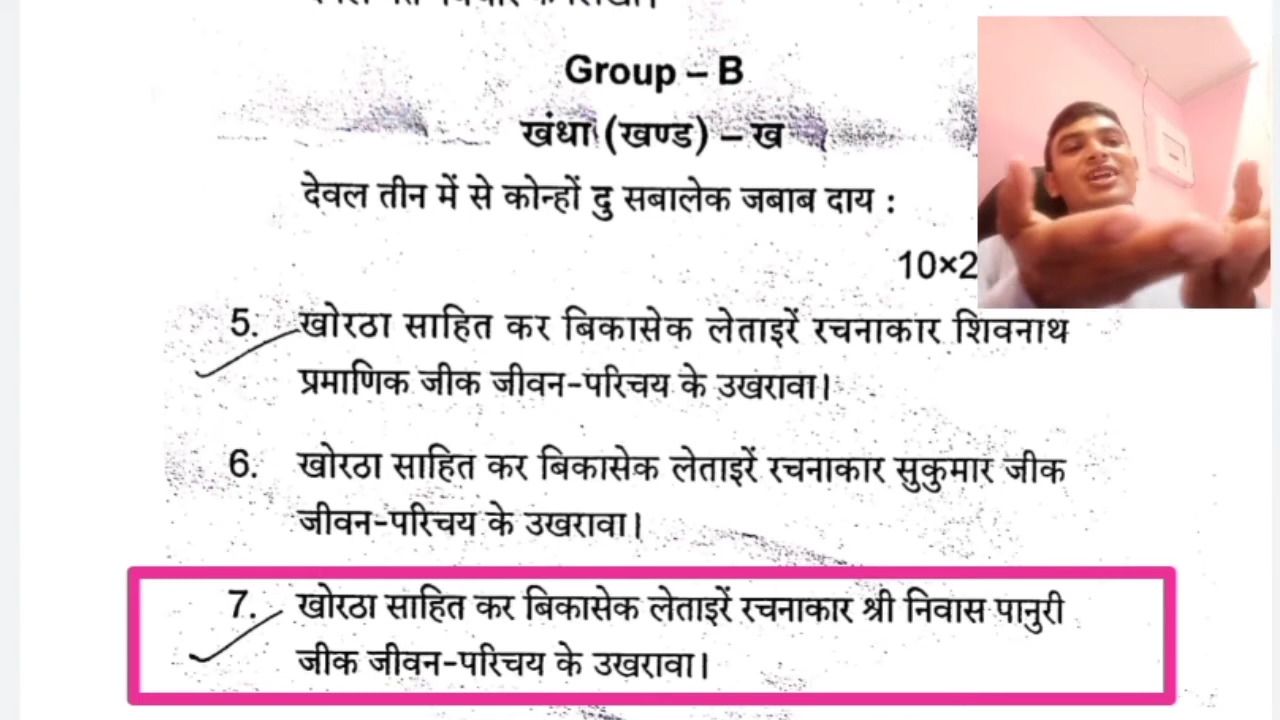 Group – B
खंधा (खण्ड) – ख
देवल तीन में से कोन्हों दु सबालेक जबाब दाय :
10×2
5. खोरठा साहित कर बिकासेक लेताइरें रचनाकार शिवनाथ
प्रमाणिक जीक जीवन-परिचय के उखरावा।
6. खोरठा साहित कर बिकासेक लेताइरें रचनाकार सुकुमार जीक
जीवन-परिचय के उखरावा।
7. खोरठा साहित कर बिकासेक लेताइरें रचनाकार श्री निवास पानुरी
जीक जीवन-परिचय के उखरावा।